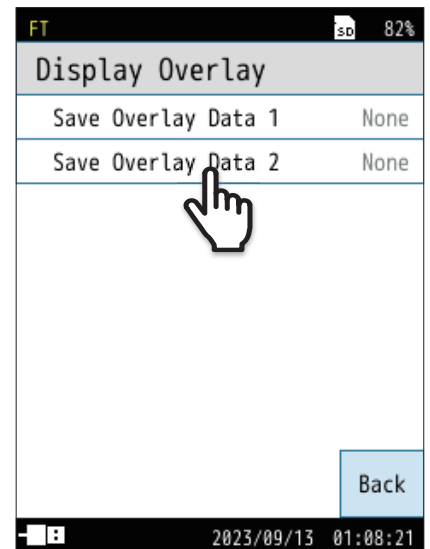 FT SD 82%
Display Overlay
Save Overlay Data 1 None
Save Overlay Data 2 None
Back
2023/09/13 01:08:21